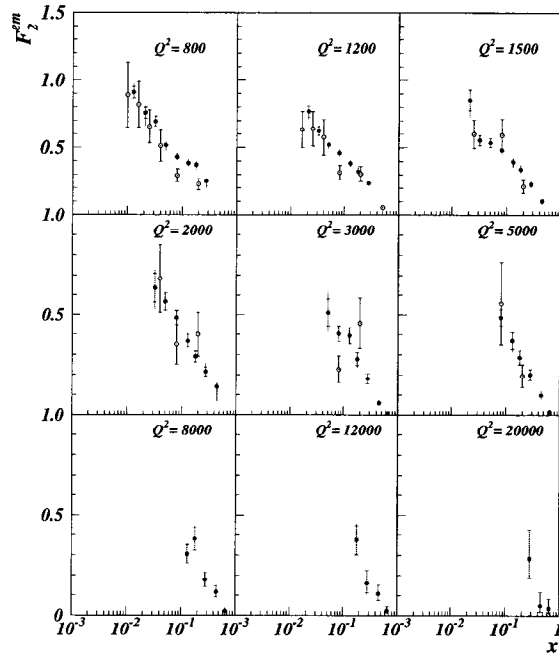 F₂ᵉᵐ
1.5
Q²= 800
Q²= 1200
Q²= 1500
1.0
0.5
1.0
Q²= 2000
Q²= 3000
Q²= 5000
0.5
1.0
Q²= 8000
Q²= 12000
Q²= 20000
0.5
0
10⁻³ 10⁻² 10⁻¹ 10⁻³ 10⁻² 10⁻¹ 10⁻³ 10⁻² 10⁻¹ 1
x